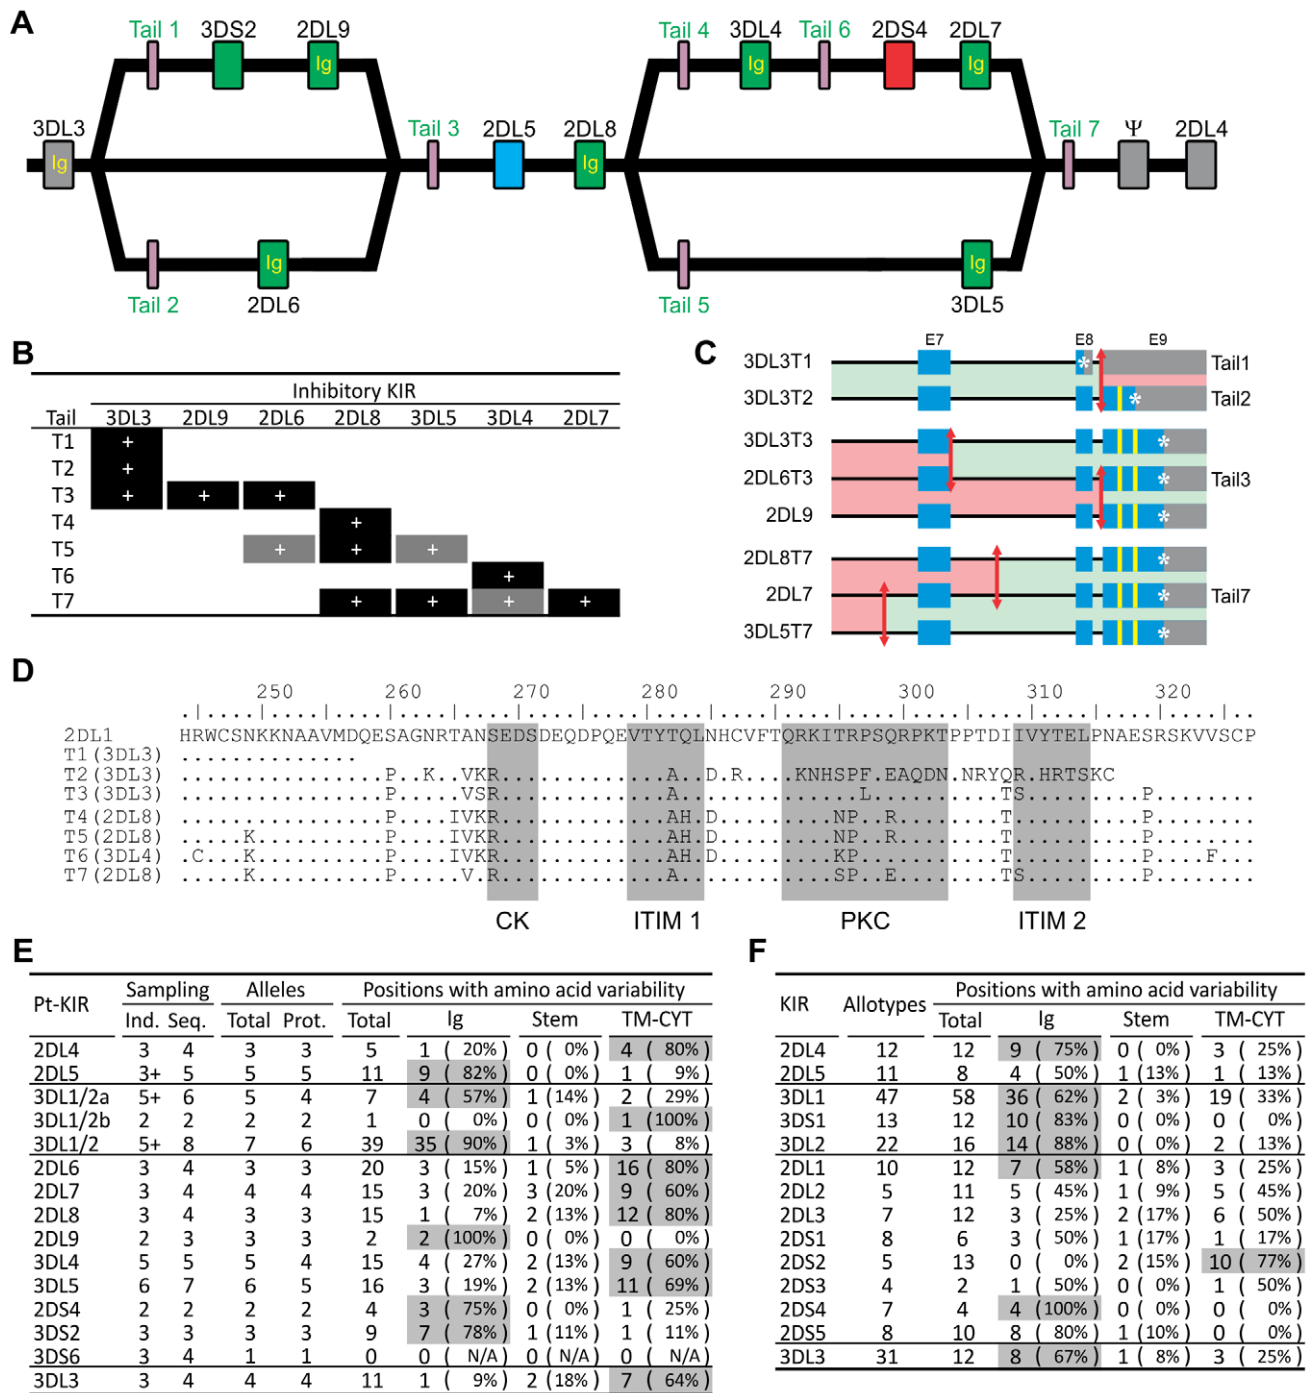 A
Tail 1 3DS2 2DL9 Tail 4 3DL4 Tail 6 2DS4 2DL7
Ig Ig Ig
3DL3 Tail 3 2DL5 2DL8 Tail 7 Ψ 2DL4
Ig Ig
Ig Ig
Tail 2 2DL6 Tail 5 3DL5
B
Inhibitory KIR
Tail 3DL3 2DL9 2DL6 2DL8 3DL5 3DL4 2DL7
T1 +
T2 +
T3 + + +
T4 +
T5 + + +
T6 +
T7 + + + +
C
E7 E8 E9
3DL3T1 * Tail1
3DL3T2 * Tail2
3DL3T3 *
2DL6T3 * Tail3
2DL9 *
2DL8T7 *
2DL7 * Tail7
3DL5T7 *
D
250 260 270 280 290 300 310 320
2DL1 HRWCSNKKNAAVMDQESAGNRTANSEDSDEQDPQEVTYTQLNHCVFTQRKITRPSQRPKTPPTDIIVYTELPNAESRSKVVSCP
T1(3DL3) ..............
T2(3DL3) ................P..K..VKR.............A..D.R....KNHSPF.EAQDN.NRYQR.HRTSKC
T3(3DL3) ................P.....VSR.............A..............L..........TS.........P........
T4(2DL8) ................P....IVKR.............AH.D.........NP..R........T..........P........
T5(2DL8) .....K..........P....IVKR.............AH.D.........NP..R........T..........P........
T6(3DL4) .C...K..........P....IVKR.............AH.D.........KP...........T..........P....F...
T7(2DL8) .....K..........P.....V.R.............A............SP..E........TS.........P........
CK ITIM 1 PKC ITIM 2
E
Pt-KIR Sampling Alleles Positions with amino acid variability
Ind. Seq. Total Prot. Total Ig Stem TM-CYT
2DL4 3 4 3 3 5 1 ( 20%) 0 ( 0%) 4 ( 80%)
2DL5 3+ 5 5 5 11 9 ( 82%) 0 ( 0%) 1 ( 9%)
3DL1/2a 5+ 6 5 4 7 4 ( 57%) 1 (14%) 2 ( 29%)
3DL1/2b 2 2 2 2 1 0 ( 0%) 0 ( 0%) 1 (100%)
3DL1/2 5+ 8 7 6 39 35 ( 90%) 1 ( 3%) 3 ( 8%)
2DL6 3 4 3 3 20 3 ( 15%) 1 ( 5%) 16 ( 80%)
2DL7 3 4 4 4 15 3 ( 20%) 3 (20%) 9 ( 60%)
2DL8 3 4 3 3 15 1 ( 7%) 2 (13%) 12 ( 80%)
2DL9 2 3 3 3 2 2 (100%) 0 ( 0%) 0 ( 0%)
3DL4 5 5 5 4 15 4 ( 27%) 2 (13%) 9 ( 60%)
3DL5 6 7 6 5 16 3 ( 19%) 2 (13%) 11 ( 69%)
2DS4 2 2 2 2 4 3 ( 75%) 0 ( 0%) 1 ( 25%)
3DS2 3 3 3 3 9 7 ( 78%) 1 (11%) 1 ( 11%)
3DS6 3 4 1 1 0 0 ( N/A) 0 ( N/A) 0 ( N/A)
3DL3 3 4 4 4 11 1 ( 9%) 2 (18%) 7 ( 64%)
F
KIR Allotypes Positions with amino acid variability
Total Ig Stem TM-CYT
2DL4 12 12 9 ( 75%) 0 ( 0%) 3 ( 25%)
2DL5 11 8 4 ( 50%) 1 (13%) 1 ( 13%)
3DL1 47 58 36 ( 62%) 2 ( 3%) 19 ( 33%)
3DS1 13 12 10 ( 83%) 0 ( 0%) 0 ( 0%)
3DL2 22 16 14 ( 88%) 0 ( 0%) 2 ( 13%)
2DL1 10 12 7 ( 58%) 1 ( 8%) 3 ( 25%)
2DL2 5 11 5 ( 45%) 1 ( 9%) 5 ( 45%)
2DL3 7 12 3 ( 25%) 2 (17%) 6 ( 50%)
2DS1 8 6 3 ( 50%) 1 (17%) 1 ( 17%)
2DS2 5 13 0 ( 0%) 2 (15%) 10 ( 77%)
2DS3 4 2 1 ( 50%) 0 ( 0%) 1 ( 50%)
2DS4 7 4 4 (100%) 0 ( 0%) 0 ( 0%)
2DS5 8 10 8 ( 80%) 1 (10%) 0 ( 0%)
3DL3 31 12 8 ( 67%) 1 ( 8%) 3 ( 25%)